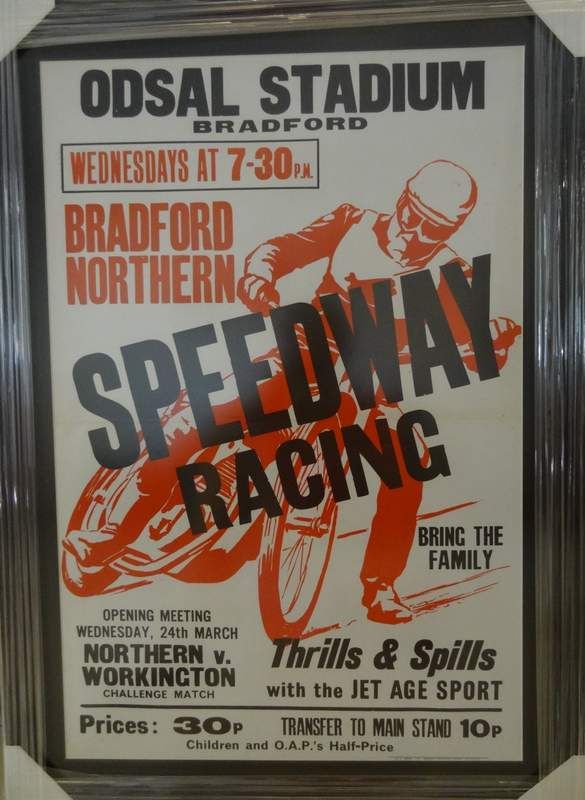 ODSAL STADIUM
BRADFORD
WEDNESDAYS AT 7-30 P.M.
BRADFORD
NORTHERN
SPEEDWAY
RACING
BRING THE
FAMILY
OPENING MEETING
WEDNESDAY, 24th MARCH
NORTHERN v.
WORKINGTON
CHALLENGE MATCH
Thrills & Spills
with the JET AGE SPORT
Prices: 30P TRANSFER TO MAIN STAND 10P
Children and O.A.P.'s Half-Price